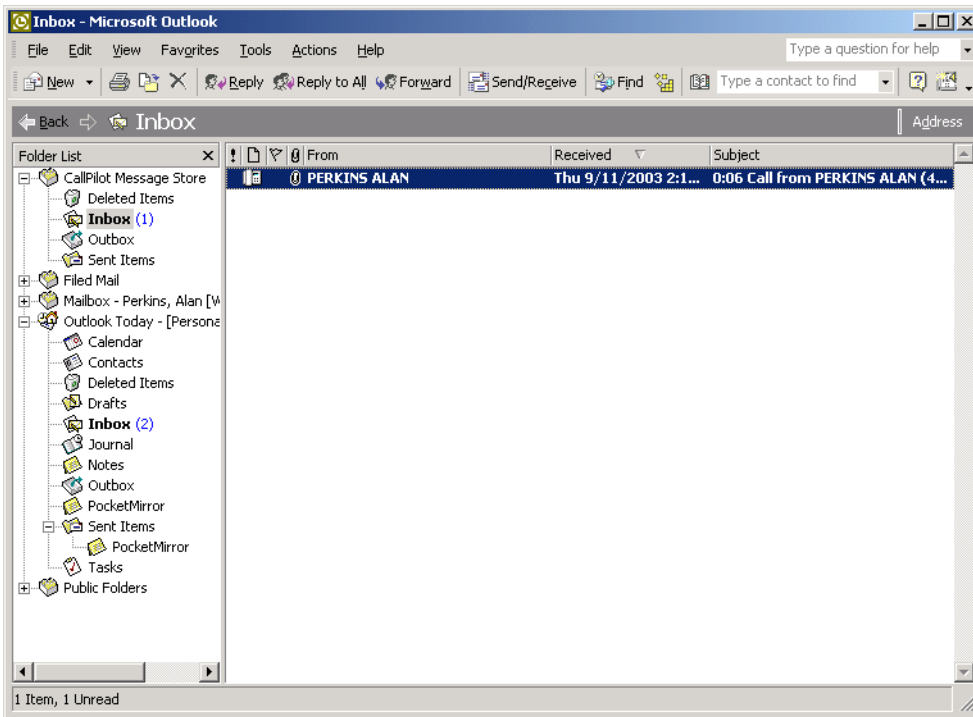 Inbox - Microsoft Outlook
File Edit View Favorites Tools Actions Help Type a question for help
New Reply Reply to All Forward Send/Receive Find Type a contact to find
Back Inbox Address
Folder List
! From Received Subject
PERKINS ALAN Thu 9/11/2003 2:1... 0:06 Call from PERKINS ALAN (4...
CallPilot Message Store
Deleted Items
Inbox (1)
Outbox
Sent Items
Filed Mail
Mailbox - Perkins, Alan [W
Outlook Today - [Persona
Calendar
Contacts
Deleted Items
Drafts
Inbox (2)
Journal
Notes
Outbox
PocketMirror
Sent Items
PocketMirror
Tasks
Public Folders
1 Item, 1 Unread